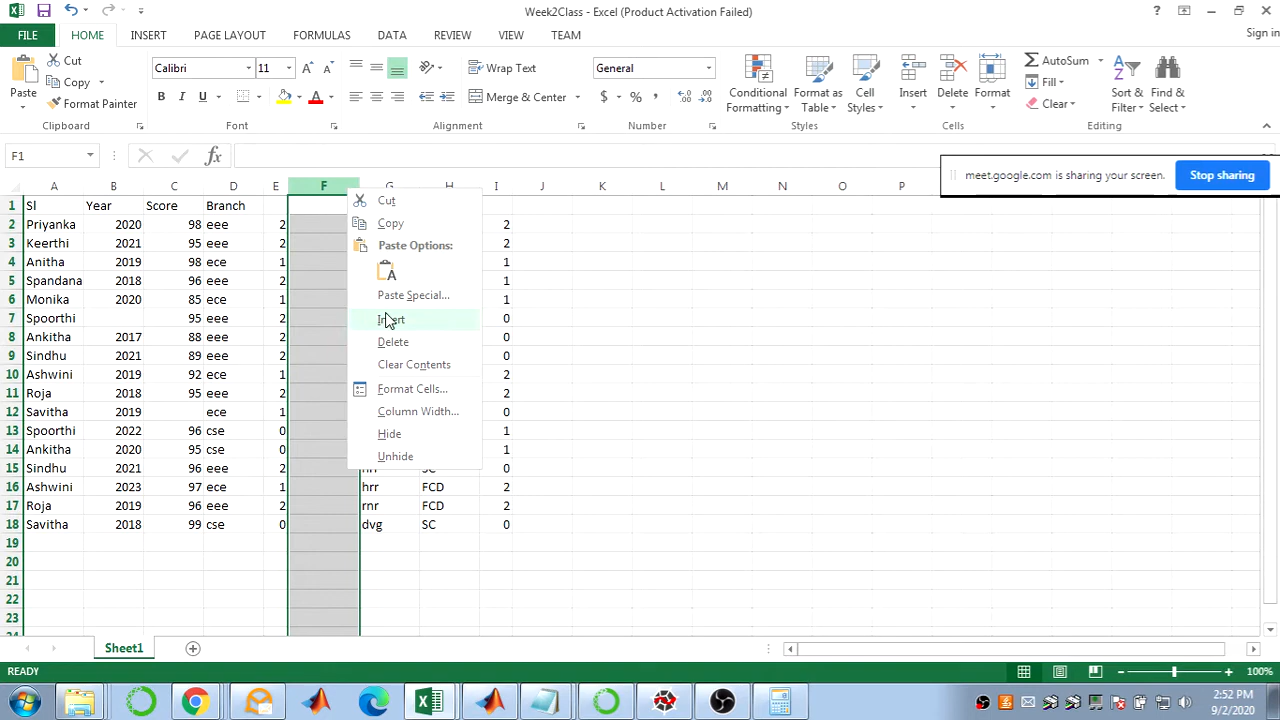 Week2Class - Excel (Product Activation Failed)
?
FILE HOME INSERT PAGE LAYOUT FORMULAS DATA REVIEW VIEW TEAM Sign in
Paste Cut Copy Format Painter
Calibri 11
B I U A
Wrap Text
Merge & Center
General
$ % ,
Conditional Formatting
Format as Table
Cell Styles
Insert Delete Format
AutoSum Fill Clear
Sort & Filter
Find & Select
Clipboard Font Alignment Number Styles Cells Editing
F1 fx
meet.google.com is sharing your screen. Stop sharing
A B C D E F G H I J K L M N O P
1 Sl Year Score Branch
2 Priyanka 2020 98 eee 2 2
3 Keerthi 2021 95 eee 2 2
4 Anitha 2019 98 ece 1 1
5 Spandana 2018 96 eee 2 1
6 Monika 2020 85 ece 1 1
7 Spoorthi 95 eee 2 0
8 Ankitha 2017 88 eee 2 0
9 Sindhu 2021 89 eee 2 0
10 Ashwini 2019 92 ece 1 2
11 Roja 2018 95 eee 2 2
12 Savitha 2019 ece 1 0
13 Spoorthi 2022 96 cse 0 1
14 Ankitha 2020 95 cse 0 1
15 Sindhu 2021 96 eee 2 0
16 Ashwini 2023 97 ece 1 hrr FCD 2
17 Roja 2019 96 eee 2 rnr FCD 2
18 Savitha 2018 99 cse 0 dvg SC 0
19
20
21
22
23
Cut
Copy
Paste Options:
Paste Special...
Insert
Delete
Clear Contents
Format Cells...
Column Width...
Hide
Unhide
Sheet1
READY 100%
2:52 PM
9/2/2020